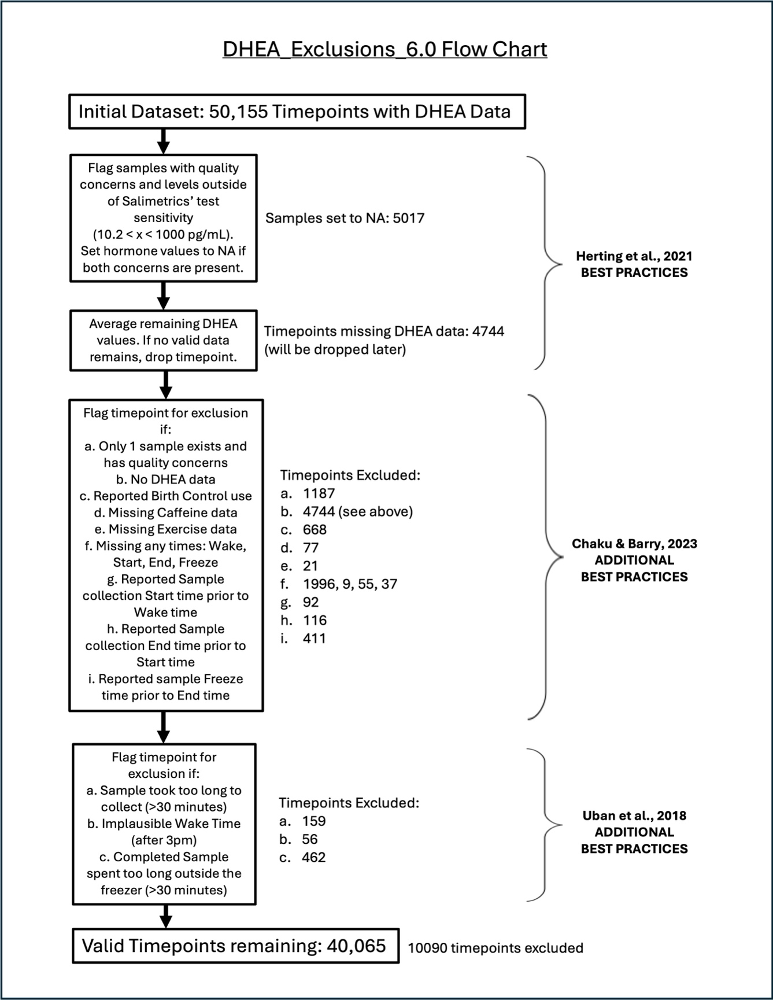 DHEA_Exclusions_6.0 Flow Chart
Initial Dataset: 50,155 Timepoints with DHEA Data
Flag samples with quality
concerns and levels outside
of Salimetrics’ test
sensitivity
(10.2 < x < 1000 pg/mL).
Set hormone values to NA if
both concerns are present.
Samples set to NA: 5017
Herting et al., 2021
BEST PRACTICES
Average remaining DHEA
values. If no valid data
remains, drop timepoint.
Timepoints missing DHEA data: 4744
(will be dropped later)
Flag timepoint for exclusion
if:
a. Only 1 sample exists and
has quality concerns
b. No DHEA data
c. Reported Birth Control use
d. Missing Caffeine data
e. Missing Exercise data
f. Missing any times: Wake,
Start, End, Freeze
g. Reported Sample
collection Start time prior to
Wake time
h. Reported Sample
collection End time prior to
Start time
i. Reported sample Freeze
time prior to End time
Timepoints Excluded:
a. 1187
b. 4744 (see above)
c. 668
d. 77
e. 21
f. 1996, 9, 55, 37
g. 92
h. 116
i. 411
Chaku & Barry, 2023
ADDITIONAL
BEST PRACTICES
Flag timepoint for
exclusion if:
a. Sample took too long to
collect (>30 minutes)
b. Implausible Wake Time
(after 3pm)
c. Completed Sample
spent too long outside the
freezer (>30 minutes)
Timepoints Excluded:
a. 159
b. 56
c. 462
Uban et al., 2018
ADDITIONAL
BEST PRACTICES
Valid Timepoints remaining: 40,065
10090 timepoints excluded